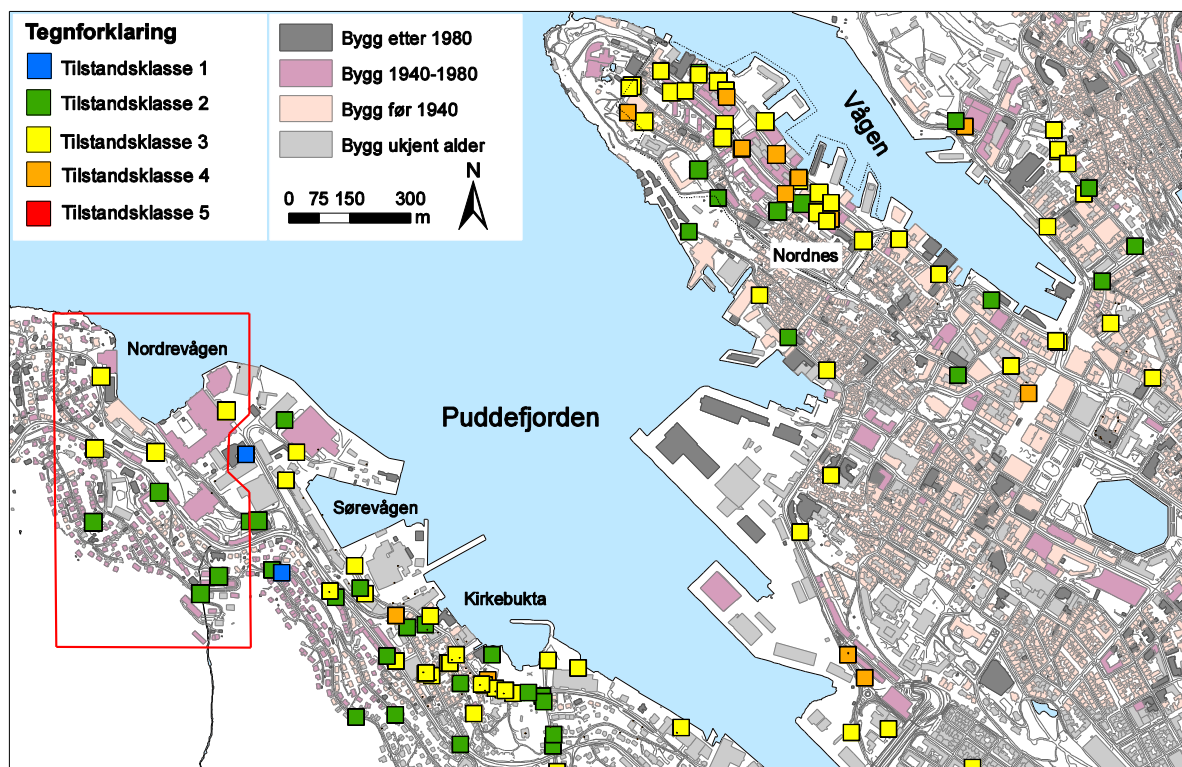 Tegnforklaring
Tilstandsklasse 1
Tilstandsklasse 2
Tilstandsklasse 3
Tilstandsklasse 4
Tilstandsklasse 5
Bygg etter 1980
Bygg 1940-1980
Bygg før 1940
Bygg ukjent alder
N
0 75 150 300
m
Vågen
Nordnes
Nordrevågen
Puddefjorden
Sørevågen
Kirkebukta